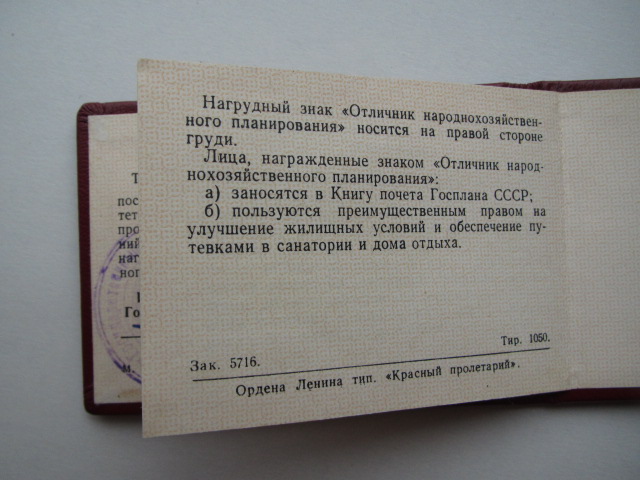 Нагрудный знак «Отличник народнохозяйствен-
ного планирования» носится на правой стороне
груди.
Лица, награжденные знаком «Отличник народ-
нохозяйственного планирования»:
а) заносятся в Книгу почета Госплана СССР;
б) пользуются преимущественным правом на
улучшение жилищных условий и обеспечение пу-
тевками в санатории и дома отдыха.
Зак. 5716. Тир. 1050.
Ордена Ленина тип. «Красный пролетарий».